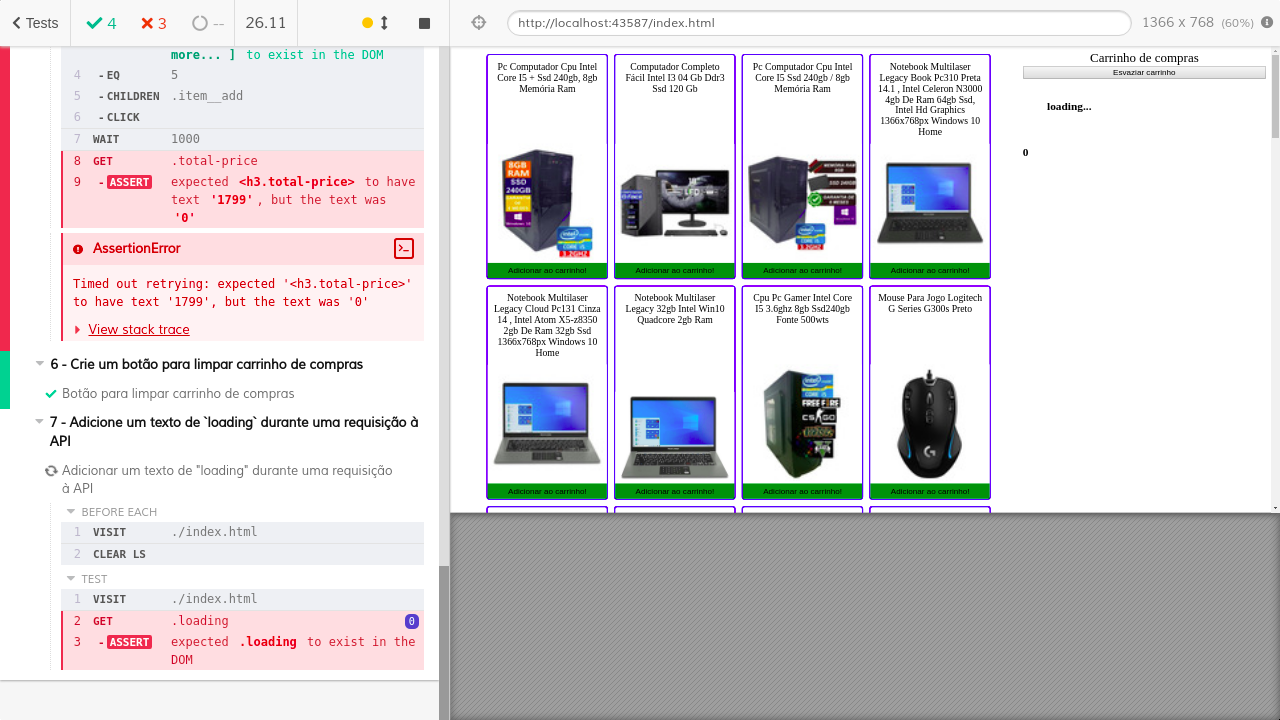 Tests
4
3
--
26.11
http://localhost:43587/index.html
1366 x 768 (60%)
more... ] to exist in the DOM
4 - EQ 5
5 - CHILDREN .item__add
6 - CLICK
7 WAIT 1000
8 GET .total-price
9 - ASSERT expected <h3.total-price> to have
text '1799', but the text was
'0'
AssertionError
Timed out retrying: expected '<h3.total-price>'
to have text '1799', but the text was '0'
View stack trace
6 - Crie um botão para limpar carrinho de compras
Botão para limpar carrinho de compras
7 - Adicione um texto de `loading` durante uma requisição à
API
Adicionar um texto de "loading" durante uma requisição
à API
BEFORE EACH
1 VISIT ./index.html
2 CLEAR LS
TEST
1 VISIT ./index.html
2 GET .loading 0
3 - ASSERT expected .loading to exist in the
DOM
Pc Computador Cpu Intel
Core I5 + Ssd 240gb, 8gb
Memória Ram
8GB
RAM
SSD
240GB
3.2GHZ
Adicionar ao carrinho!
Computador Completo
Fácil Intel I3 04 Gb Ddr3
Ssd 120 Gb
Adicionar ao carrinho!
Pc Computador Cpu Intel
Core I5 Ssd 240gb / 8gb
Memória Ram
Adicionar ao carrinho!
Notebook Multilaser
Legacy Book Pc310 Preta
14.1 , Intel Celeron N3000
4gb De Ram 64gb Ssd,
Intel Hd Graphics
1366x768px Windows 10
Home
Adicionar ao carrinho!
Notebook Multilaser
Legacy Cloud Pc131 Cinza
14 , Intel Atom X5-z8350
2gb De Ram 32gb Ssd
1366x768px Windows 10
Home
Adicionar ao carrinho!
Notebook Multilaser
Legacy 32gb Intel Win10
Quadcore 2gb Ram
Adicionar ao carrinho!
Cpu Pc Gamer Intel Core
I5 3.6ghz 8gb Ssd240gb
Fonte 500wts
FREE FIRE
CS:GO
Adicionar ao carrinho!
Mouse Para Jogo Logitech
G Series G300s Preto
Adicionar ao carrinho!
Carrinho de compras
Esvaziar carrinho
loading...
0